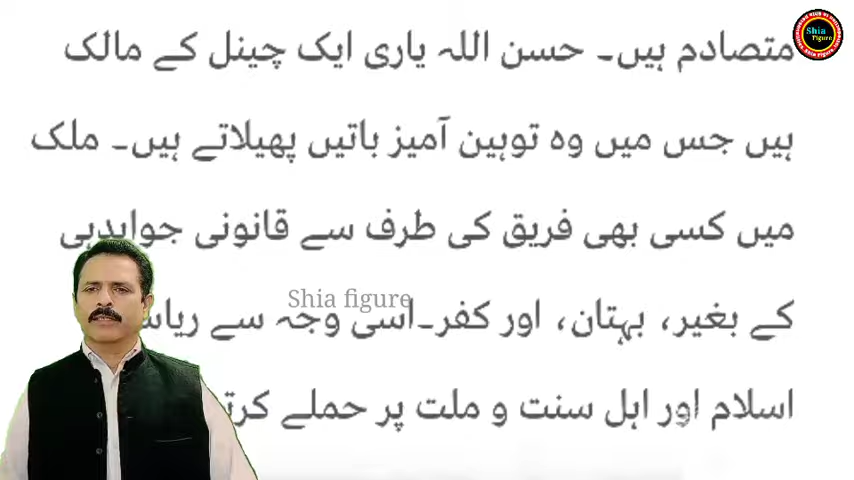 متصادم ہیں۔ حسن اللہ یاری ایک چینل کے مالک
ہیں جس میں وہ توہین آمیز باتیں پھیلاتے ہیں۔ ملک
میں کسی بھی فریق کی طرف سے قانونی جوابدہی
کے بغیر، بہتان، اور کفر۔اسی وجہ سے
اسلام اور اہل سنت و ملت پر حملے
Shia figure
Shia
Figure